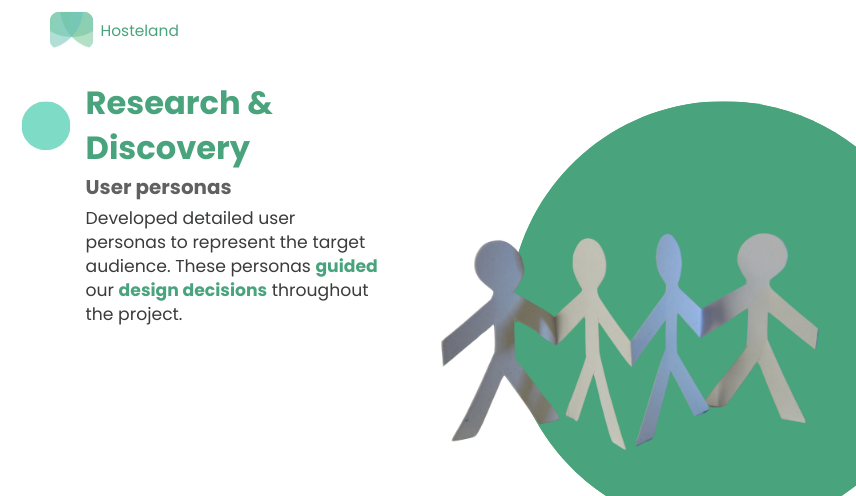 Hosteland
Research &
Discovery
User personas
Developed detailed user
personas to represent the target
audience. These personas guided
our design decisions throughout
the project.